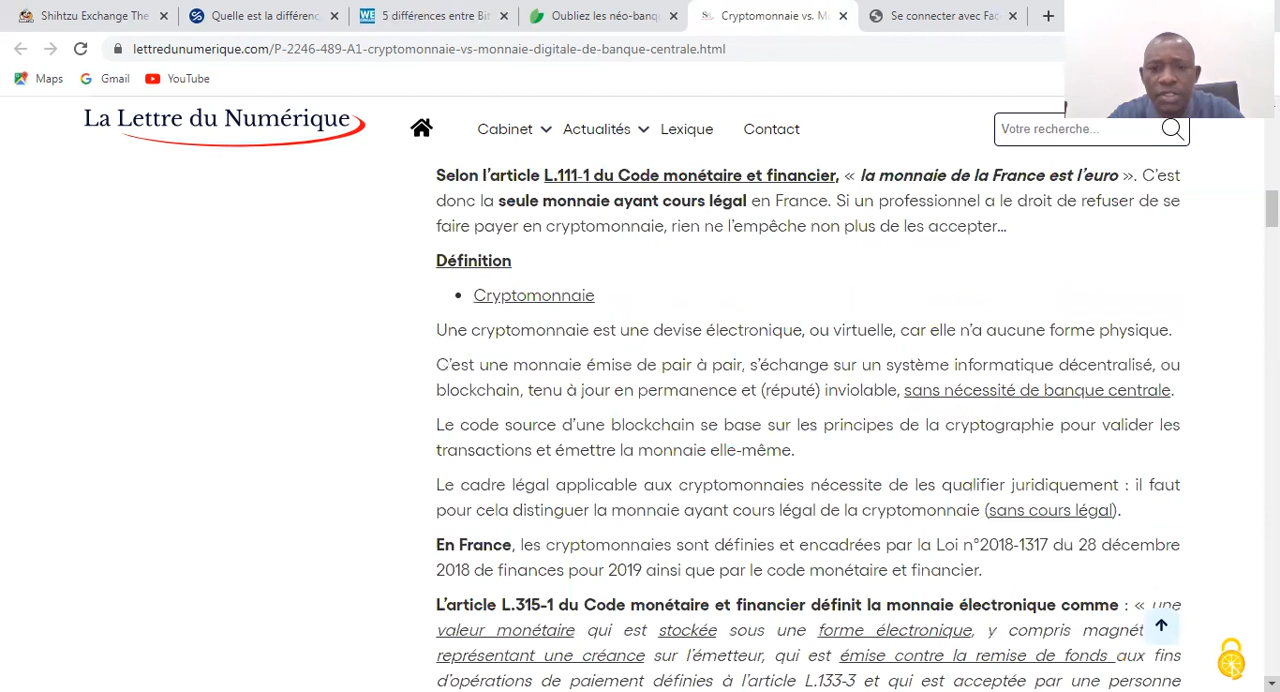 Shihtzu Exchange The
Quelle est la différenc
5 différences entre Bit
Oubliez les néo-banqu
Cryptomonnaie vs. M
Se connecter avec Fac
lettredunumerique.com/P-2246-489-A1-cryptomonnaie-vs-monnaie-digitale-de-banque-centrale.html
Maps Gmail YouTube
La Lettre du Numérique
Cabinet Actualités Lexique Contact
Votre recherche...
Selon l’article L.111-1 du Code monétaire et financier, « la monnaie de la France est l’euro ». C’est
donc la seule monnaie ayant cours légal en France. Si un professionnel a le droit de refuser de se
faire payer en cryptomonnaie, rien ne l’empêche non plus de les accepter…
Définition
• Cryptomonnaie
Une cryptomonnaie est une devise électronique, ou virtuelle, car elle n’a aucune forme physique.
C’est une monnaie émise de pair à pair, s’échange sur un système informatique décentralisé, ou
blockchain, tenu à jour en permanence et (réputé) inviolable, sans nécessité de banque centrale.
Le code source d’une blockchain se base sur les principes de la cryptographie pour valider les
transactions et émettre la monnaie elle-même.
Le cadre légal applicable aux cryptomonnaies nécessite de les qualifier juridiquement : il faut
pour cela distinguer la monnaie ayant cours légal de la cryptomonnaie (sans cours légal).
En France, les cryptomonnaies sont définies et encadrées par la Loi n°2018-1317 du 28 décembre
2018 de finances pour 2019 ainsi que par le code monétaire et financier.
L’article L.315-1 du Code monétaire et financier définit la monnaie électronique comme : « une
valeur monétaire qui est stockée sous une forme électronique, y compris magnét
représentant une créance sur l’émetteur, qui est émise contre la remise de fonds aux fins
d’opérations de paiement définies à l’article L.133-3 et qui est acceptée par une personne